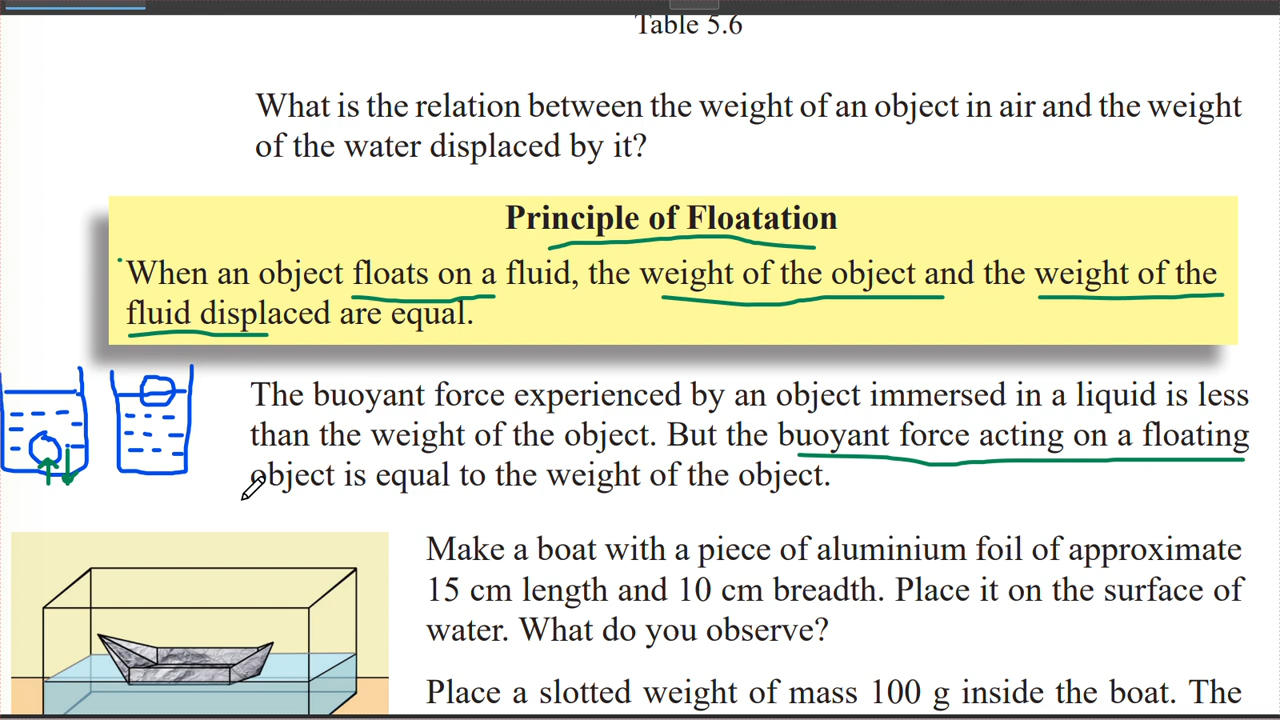 Table 5.6
What is the relation between the weight of an object in air and the weight
of the water displaced by it?
Principle of Floatation
When an object floats on a fluid, the weight of the object and the weight of the
fluid displaced are equal.
The buoyant force experienced by an object immersed in a liquid is less
than the weight of the object. But the buoyant force acting on a floating
object is equal to the weight of the object.
Make a boat with a piece of aluminium foil of approximate
15 cm length and 10 cm breadth. Place it on the surface of
water. What do you observe?
Place a slotted weight of mass 100 g inside the boat. The